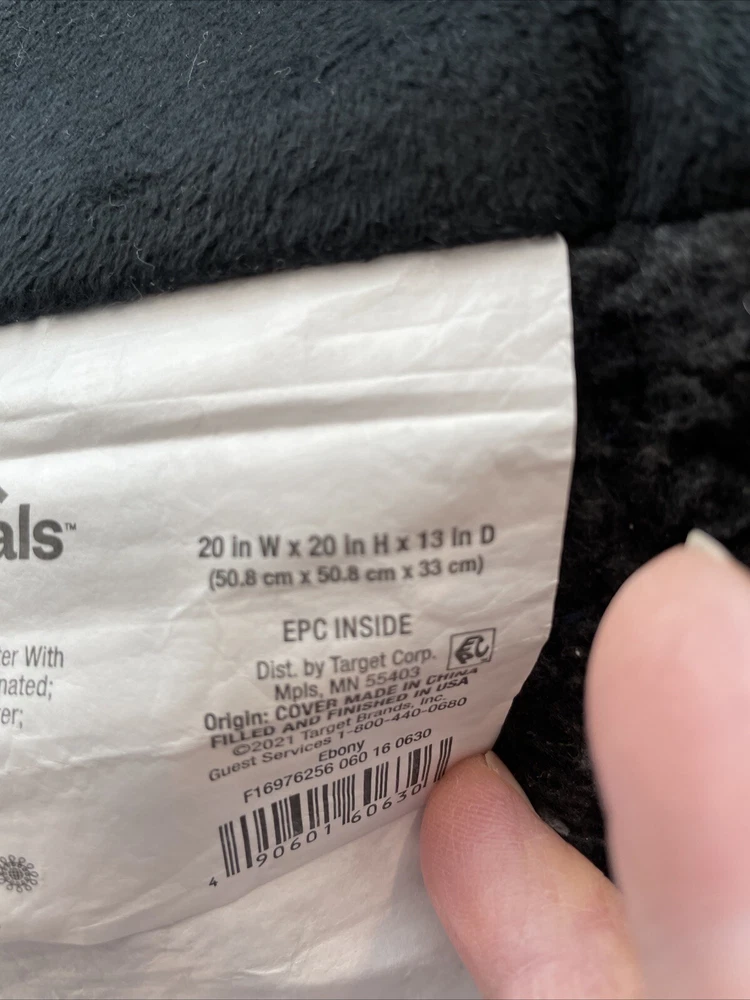 als™
er With
nated;
er;
20 in W x 20 in H x 13 in D
(50.8 cm x 50.8 cm x 33 cm)
EPC INSIDE
Dist. by Target Corp.
Mpls, MN 55403
Origin: COVER MADE IN CHINA
FILLED AND FINISHED IN USA
©2021 Target Brands, Inc.
Guest Services 1-800-440-0680
Ebony
F16976256 060 16 0630
4 90601 60630